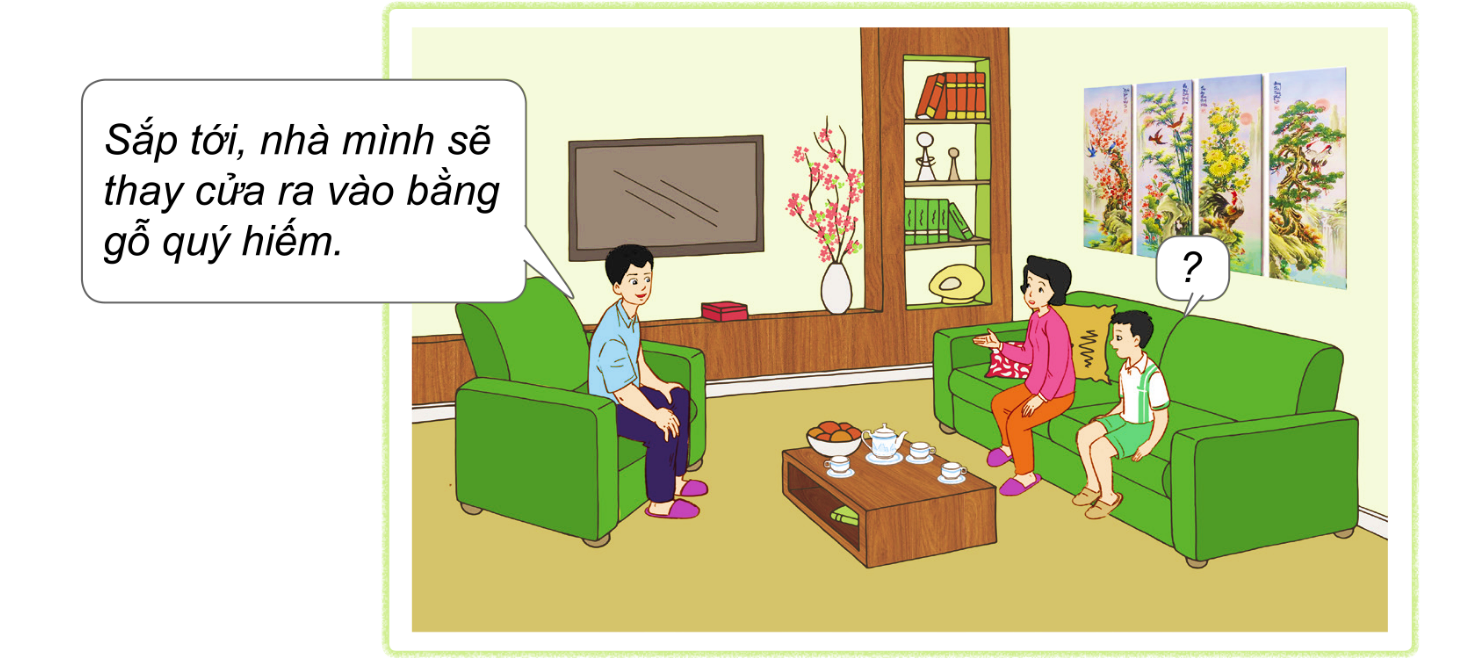 Sắp tới, nhà mình sẽ
thay cửa ra vào bằng
gỗ quý hiếm.
?